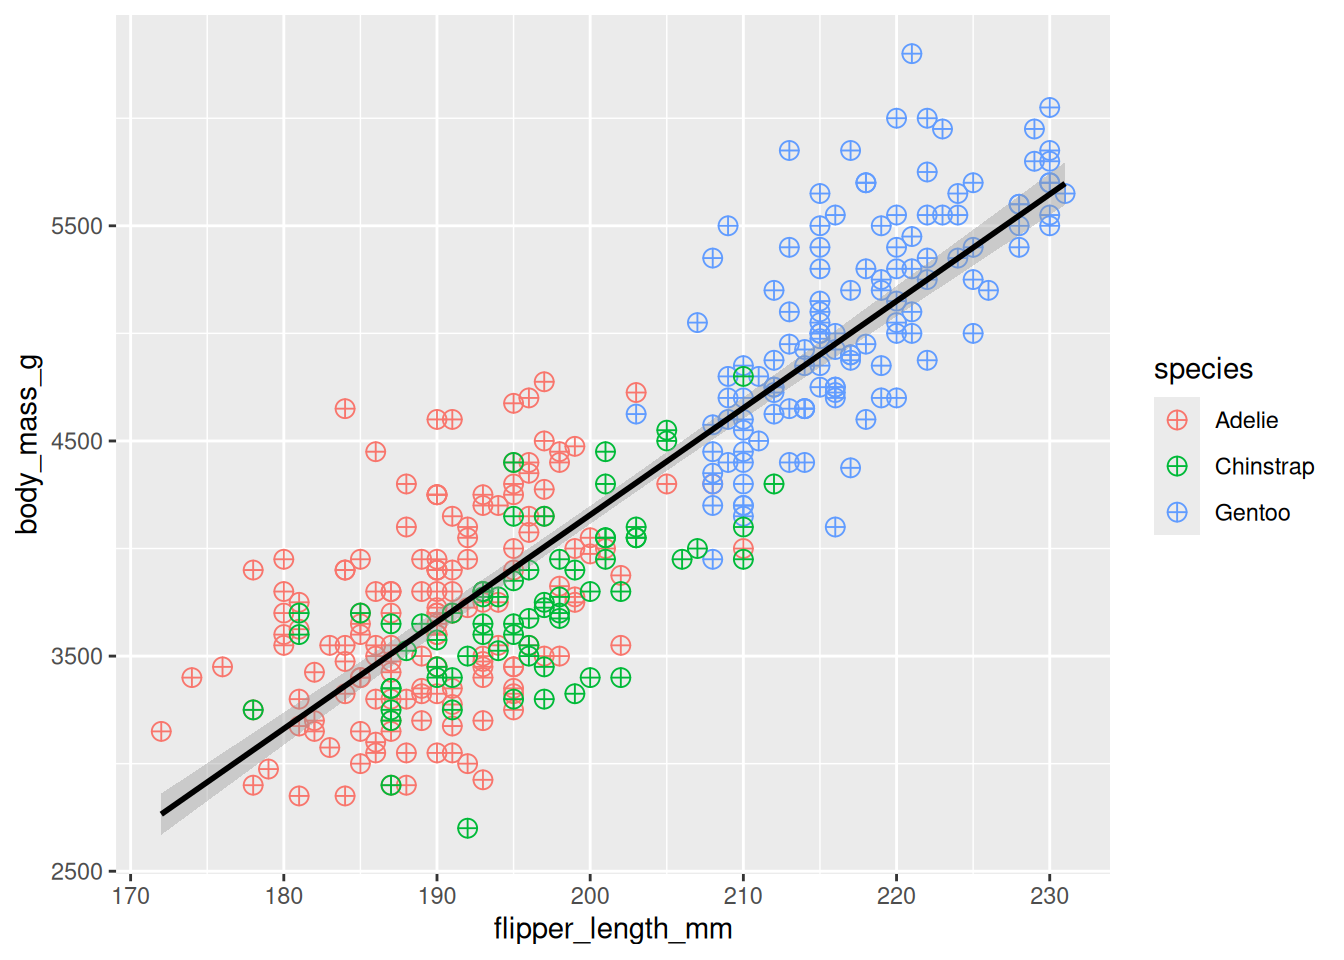 body_mass_g
5500
4500
3500
2500
170 180 190 200 210 220 230
flipper_length_mm
species
Adelie
Chinstrap
Gentoo